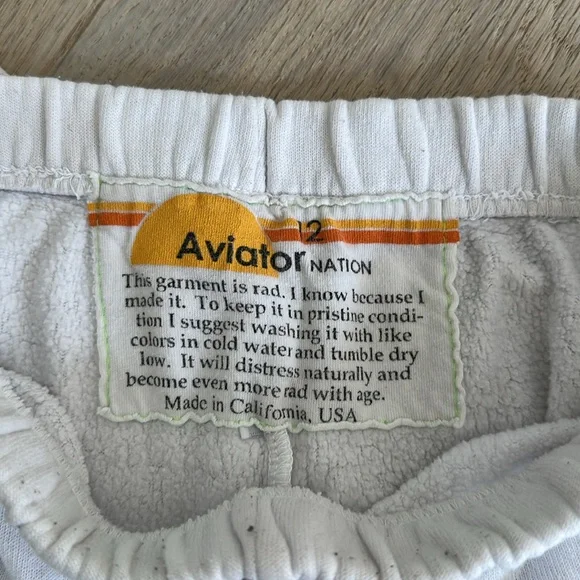 12
Aviator NATION
This garment is rad. I know because I
made it. To keep it in pristine condi-
tion I suggest washing it with like
colors in cold water and tumble dry
low. It will distress naturally and
become even more rad with age.
Made in California, USA